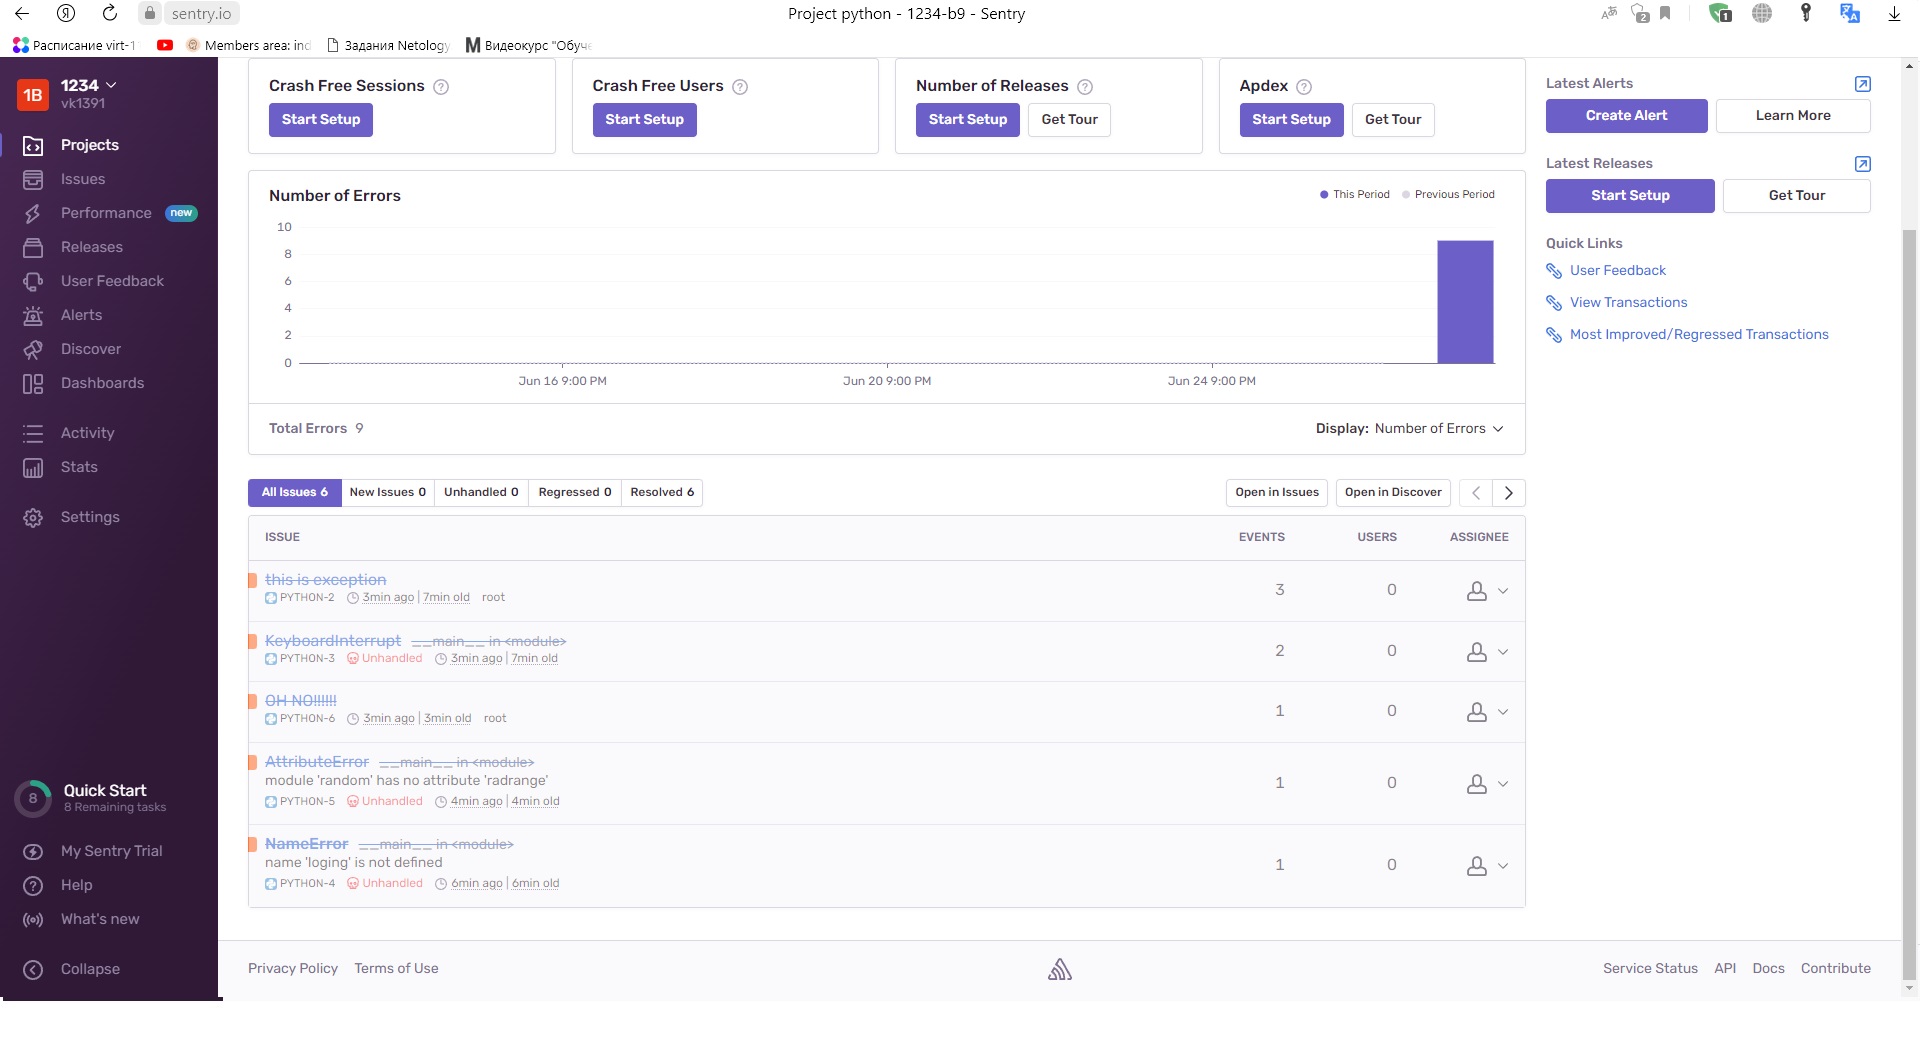 sentry.io
Project python - 1234-b9 - Sentry
2
1
Расписание virt-1
Members area: ind
Задания Netology
Видеокурс "Обуче
1B
1234
vk1391
Projects
Issues
Performance new
Releases
User Feedback
Alerts
Discover
Dashboards
Activity
Stats
Settings
8
Quick Start
8 Remaining tasks
My Sentry Trial
Help
What's new
Collapse
Crash Free Sessions
Start Setup
Crash Free Users
Start Setup
Number of Releases
Start Setup Get Tour
Apdex
Start Setup Get Tour
Number of Errors
This Period Previous Period
10
8
6
4
2
0
Jun 16 9:00 PM Jun 20 9:00 PM Jun 24 9:00 PM
Total Errors 9
Display: Number of Errors
All Issues 6 New Issues 0 Unhandled 0 Regressed 0 Resolved 6
Open in Issues Open in Discover
ISSUE EVENTS USERS ASSIGNEE
this is exception
PYTHON-2 3min ago | 7min old root
3 0
KeyboardInterrupt __main__ in <module>
PYTHON-3 Unhandled 3min ago | 7min old
2 0
OH NO!!!!!!
PYTHON-6 3min ago | 3min old root
1 0
AttributeError __main__ in <module>
module 'random' has no attribute 'radrange'
PYTHON-5 Unhandled 4min ago | 4min old
1 0
NameError __main__ in <module>
name 'loging' is not defined
PYTHON-4 Unhandled 6min ago | 6min old
1 0
Latest Alerts
Create Alert Learn More
Latest Releases
Start Setup Get Tour
Quick Links
User Feedback
View Transactions
Most Improved/Regressed Transactions
Privacy Policy Terms of Use
Service Status API Docs Contribute